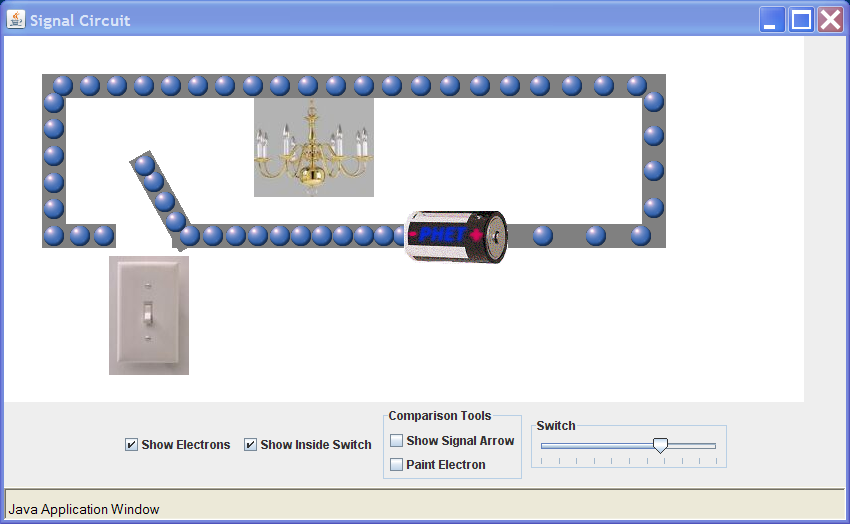 Signal Circuit
- PHET +
Show Electrons
Show Inside Switch
Comparison Tools
Show Signal Arrow
Paint Electron
Switch
Java Application Window